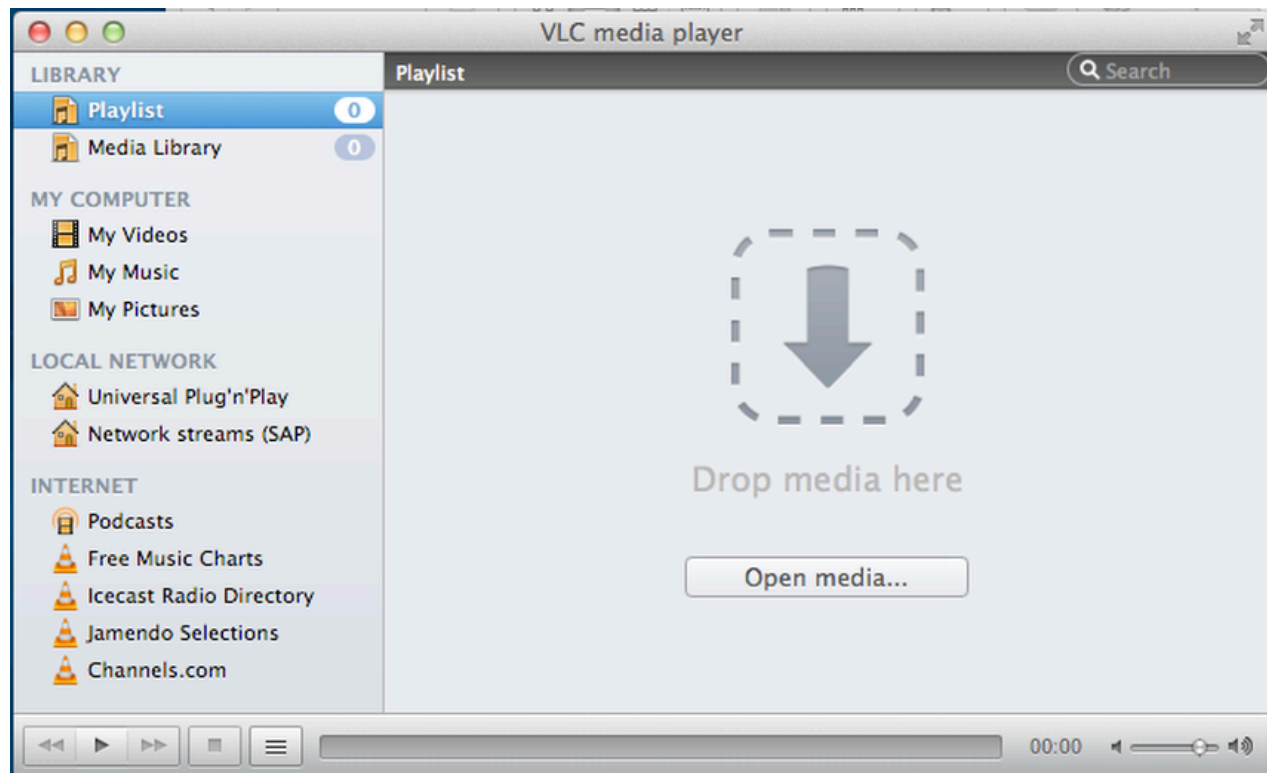 VLC media player
LIBRARY
Playlist 0
Media Library 0
MY COMPUTER
My Videos
My Music
My Pictures
LOCAL NETWORK
Universal Plug'n'Play
Network streams (SAP)
INTERNET
Podcasts
Free Music Charts
Icecast Radio Directory
Jamendo Selections
Channels.com
Playlist
Search
Drop media here
Open media...
00:00